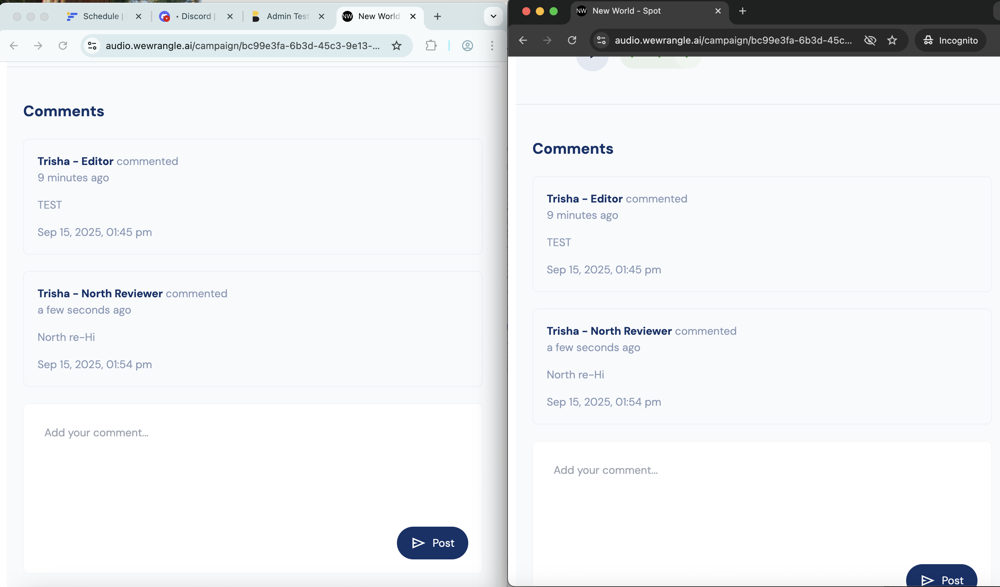 Schedule |
• Discord |
Admin Test
NW New World
audio.wewrangle.ai/campaign/bc99e3fa-6b3d-45c3-9e13-...
Comments
Trisha - Editor commented
9 minutes ago
TEST
Sep 15, 2025, 01:45 pm
Trisha - North Reviewer commented
a few seconds ago
North re-Hi
Sep 15, 2025, 01:54 pm
Add your comment...
Post
NW New World - Spot
audio.wewrangle.ai/campaign/bc99e3fa-6b3d-45c...
Incognito
Comments
Trisha - Editor commented
9 minutes ago
TEST
Sep 15, 2025, 01:45 pm
Trisha - North Reviewer commented
a few seconds ago
North re-Hi
Sep 15, 2025, 01:54 pm
Add your comment...
Post